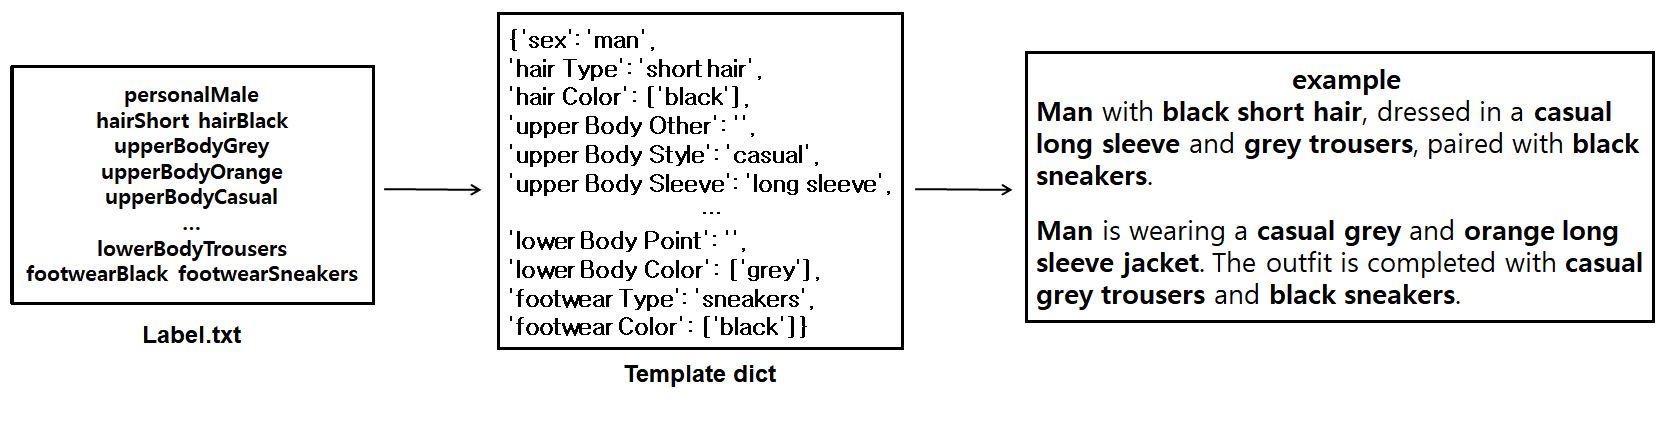 personalMale
hairShort hairBlack
upperBodyGrey
upperBodyOrange
upperBodyCasual
...
lowerBodyTrousers
footwearBlack footwearSneakers
Label.txt
{'sex': 'man',
'hair Type': 'short hair',
'hair Color': ['black'],
'upper Body Other': '',
'upper Body Style': 'casual',
'upper Body Sleeve': 'long sleeve',
...
'lower Body Point': '',
'lower Body Color': ['grey'],
'footwear Type': 'sneakers',
'footwear Color': ['black']}
Template dict
example
Man with black short hair, dressed in a casual
long sleeve and grey trousers, paired with black
sneakers.
Man is wearing a casual grey and orange long
sleeve jacket. The outfit is completed with casual
grey trousers and black sneakers.